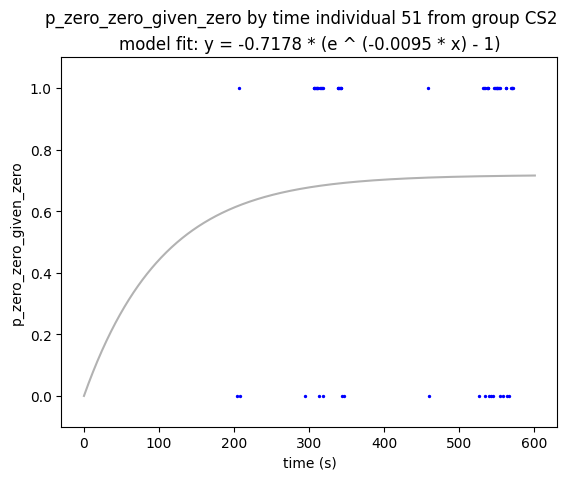 p_zero_zero_given_zero by time individual 51 from group CS2
model fit: y = -0.7178 * (e ^ (-0.0095 * x) - 1)
p_zero_zero_given_zero
1.0
0.8
0.6
0.4
0.2
0.0
0 100 200 300 400 500 600
time (s)